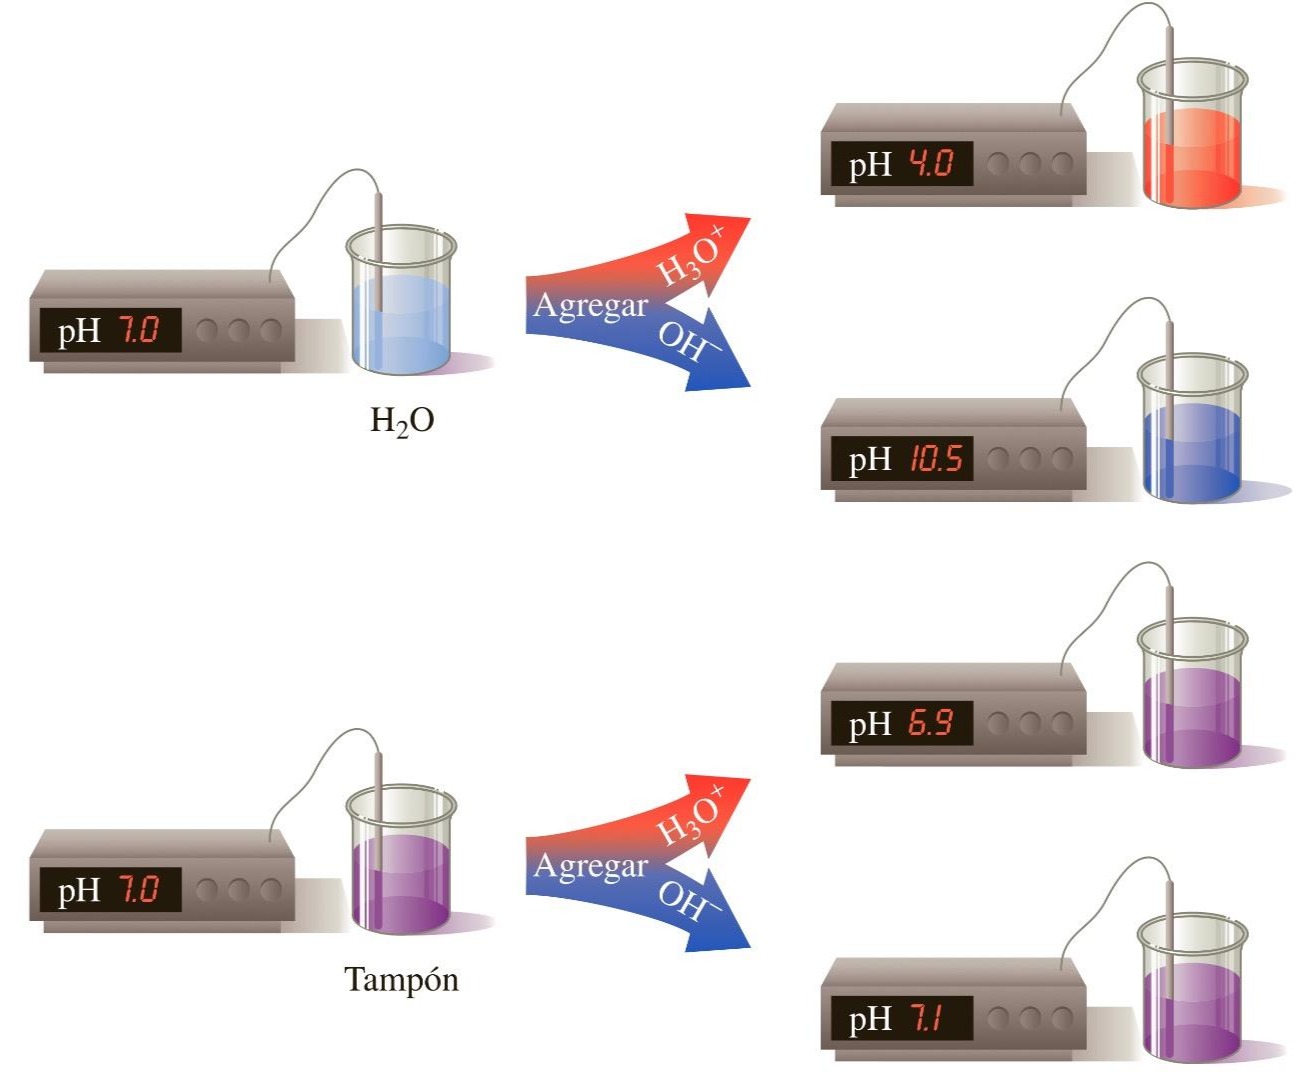 pH 4.0
pH 7.0
H₂O
Agregar
H₃O⁺
OH⁻
pH 10.5
pH 7.0
Tampón
Agregar
H₃O⁺
OH⁻
pH 6.9
pH 7.1